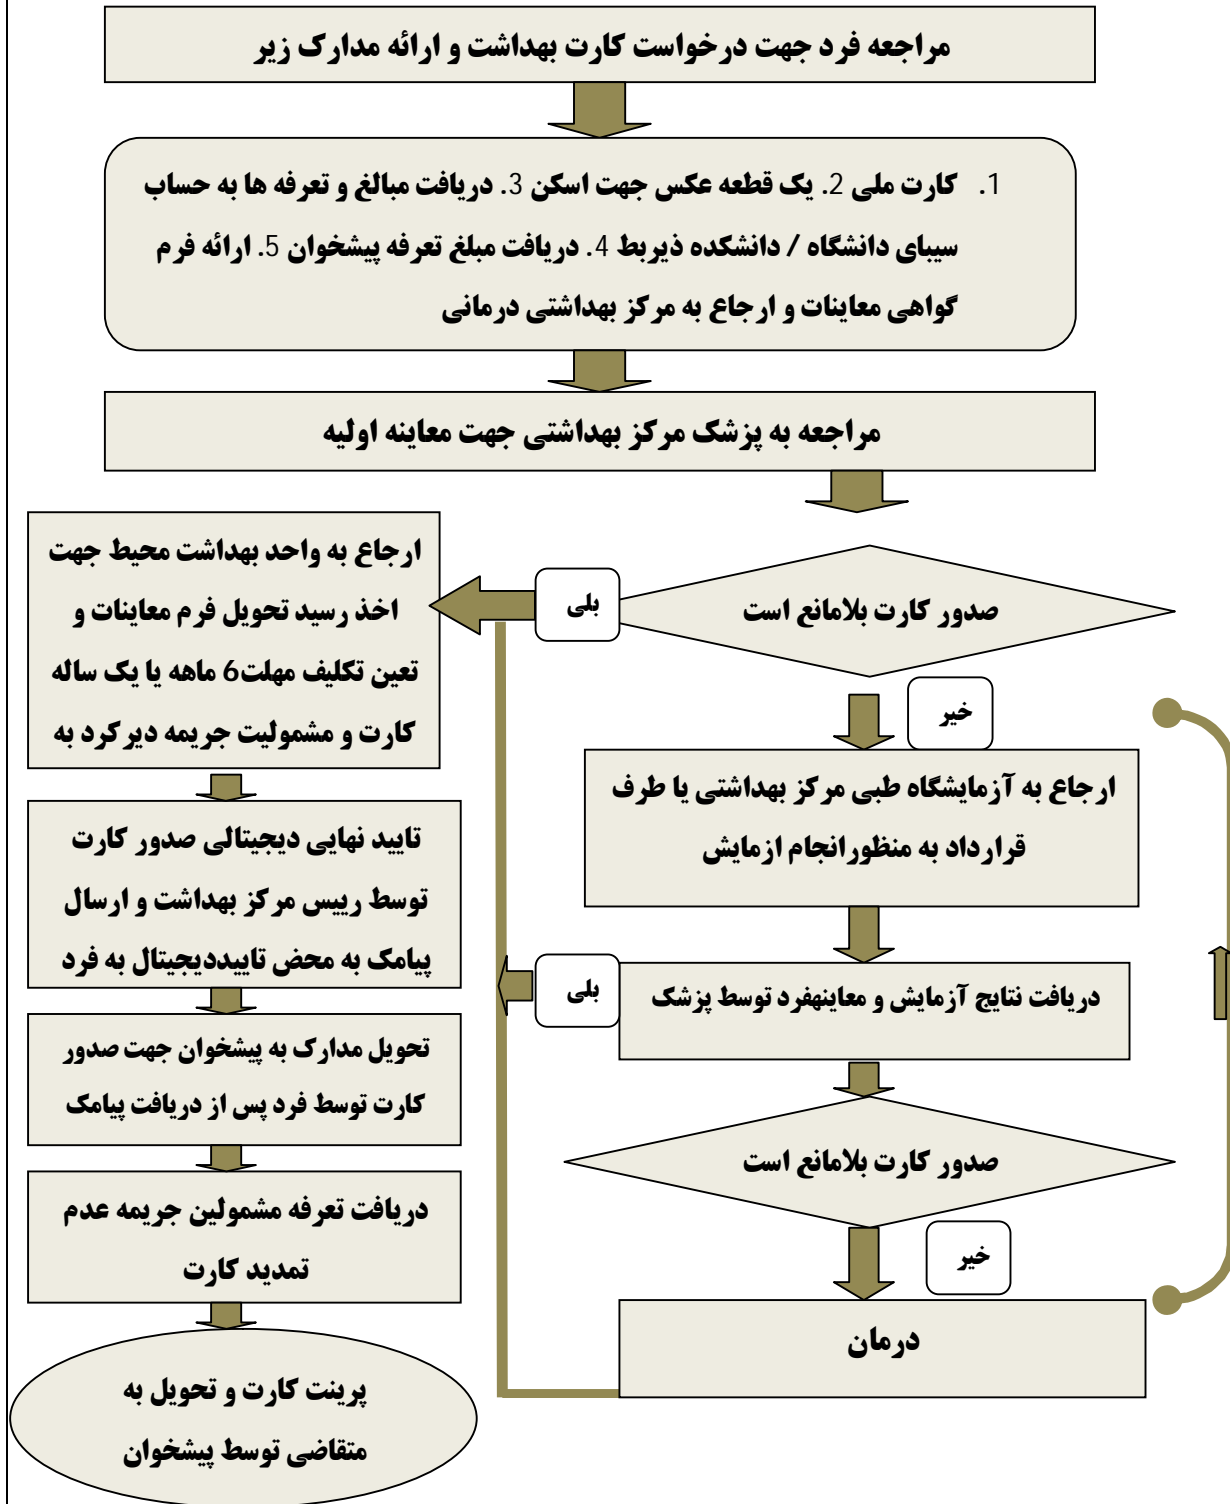 مراجعه فرد جهت درخواست کارت بهداشت و ارائه مدارک زیر
1. کارت ملی 2. یک قطعه عکس جهت اسکن 3. دریافت مبالغ و تعرفه ها به حساب
سیبای دانشگاه / دانشکده ذیربط 4. دریافت مبلغ تعرفه پیشخوان 5. ارائه فرم
گواهی معاینات و ارجاع به مرکز بهداشتی درمانی
مراجعه به پزشک مرکز بهداشتی جهت معاینه اولیه
صدور کارت بلامانع است
بلی
خیر
ارجاع به آزمایشگاه طبی مرکز بهداشتی یا طرف
قرارداد به منظورانجام ازمایش
دریافت نتایج آزمایش و معاینهفرد توسط پزشک
بلی
صدور کارت بلامانع است
خیر
درمان
ارجاع به واحد بهداشت محیط جهت
اخذ رسید تحویل فرم معاینات و
تعین تکلیف مهلت6 ماهه یا یک ساله
کارت و مشمولیت جریمه دیرکرد به
تایید نهایی دیجیتالی صدور کارت
توسط رییس مرکز بهداشت و ارسال
پیامک به محض تاییددیجیتال به فرد
تحویل مدارک به پیشخوان جهت صدور
کارت توسط فرد پس از دریافت پیامک
دریافت تعرفه مشمولین جریمه عدم
تمدید کارت
پرینت کارت و تحویل به
متقاضی توسط پیشخوان